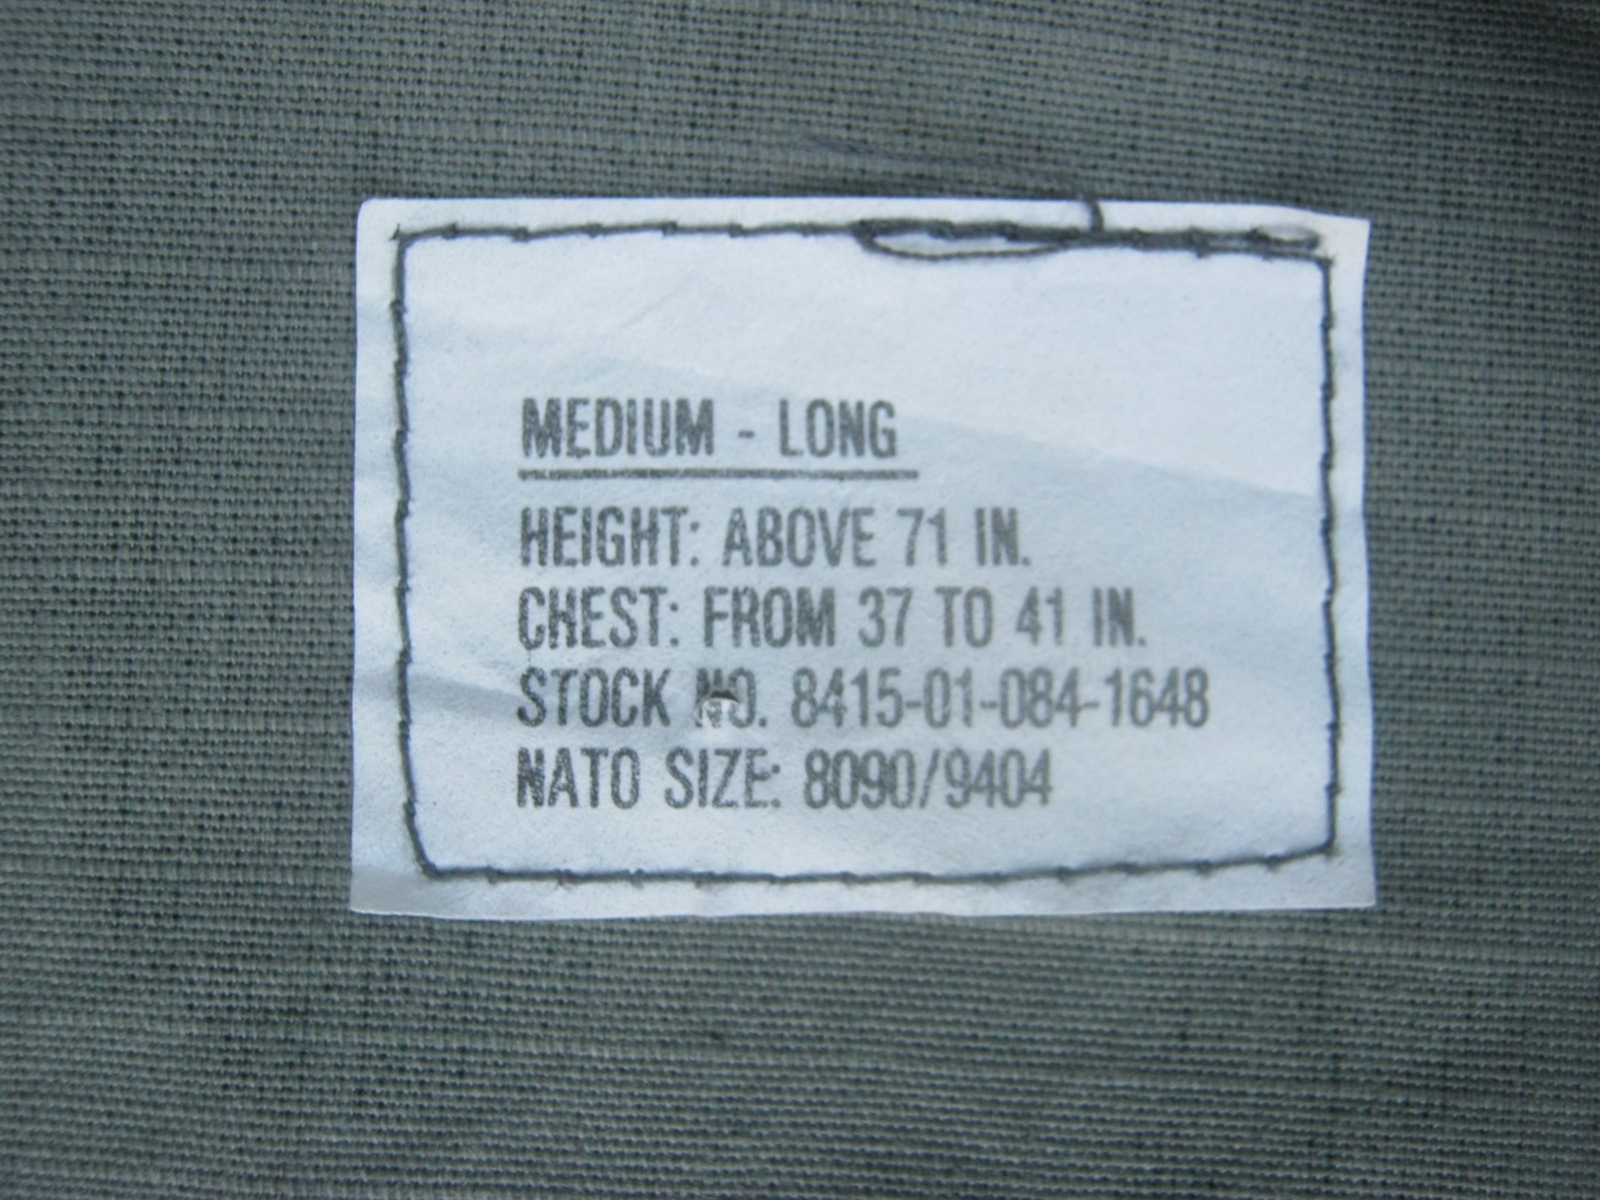 MEDIUM - LONG
HEIGHT: ABOVE 71 IN.
CHEST: FROM 37 TO 41 IN.
STOCK NO. 8415-01-084-1648
NATO SIZE: 8090/9404